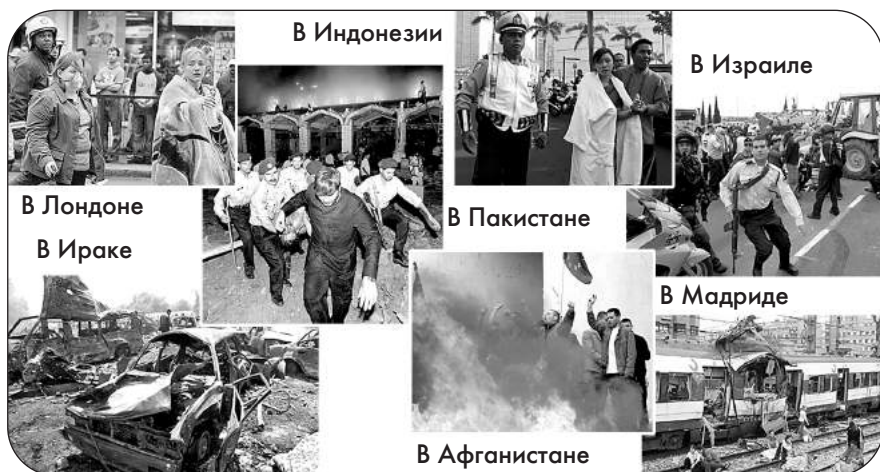 В Индонезии
В Израиле
В Лондоне
В Пакистане
В Ираке
В Мадриде
В Афганистане